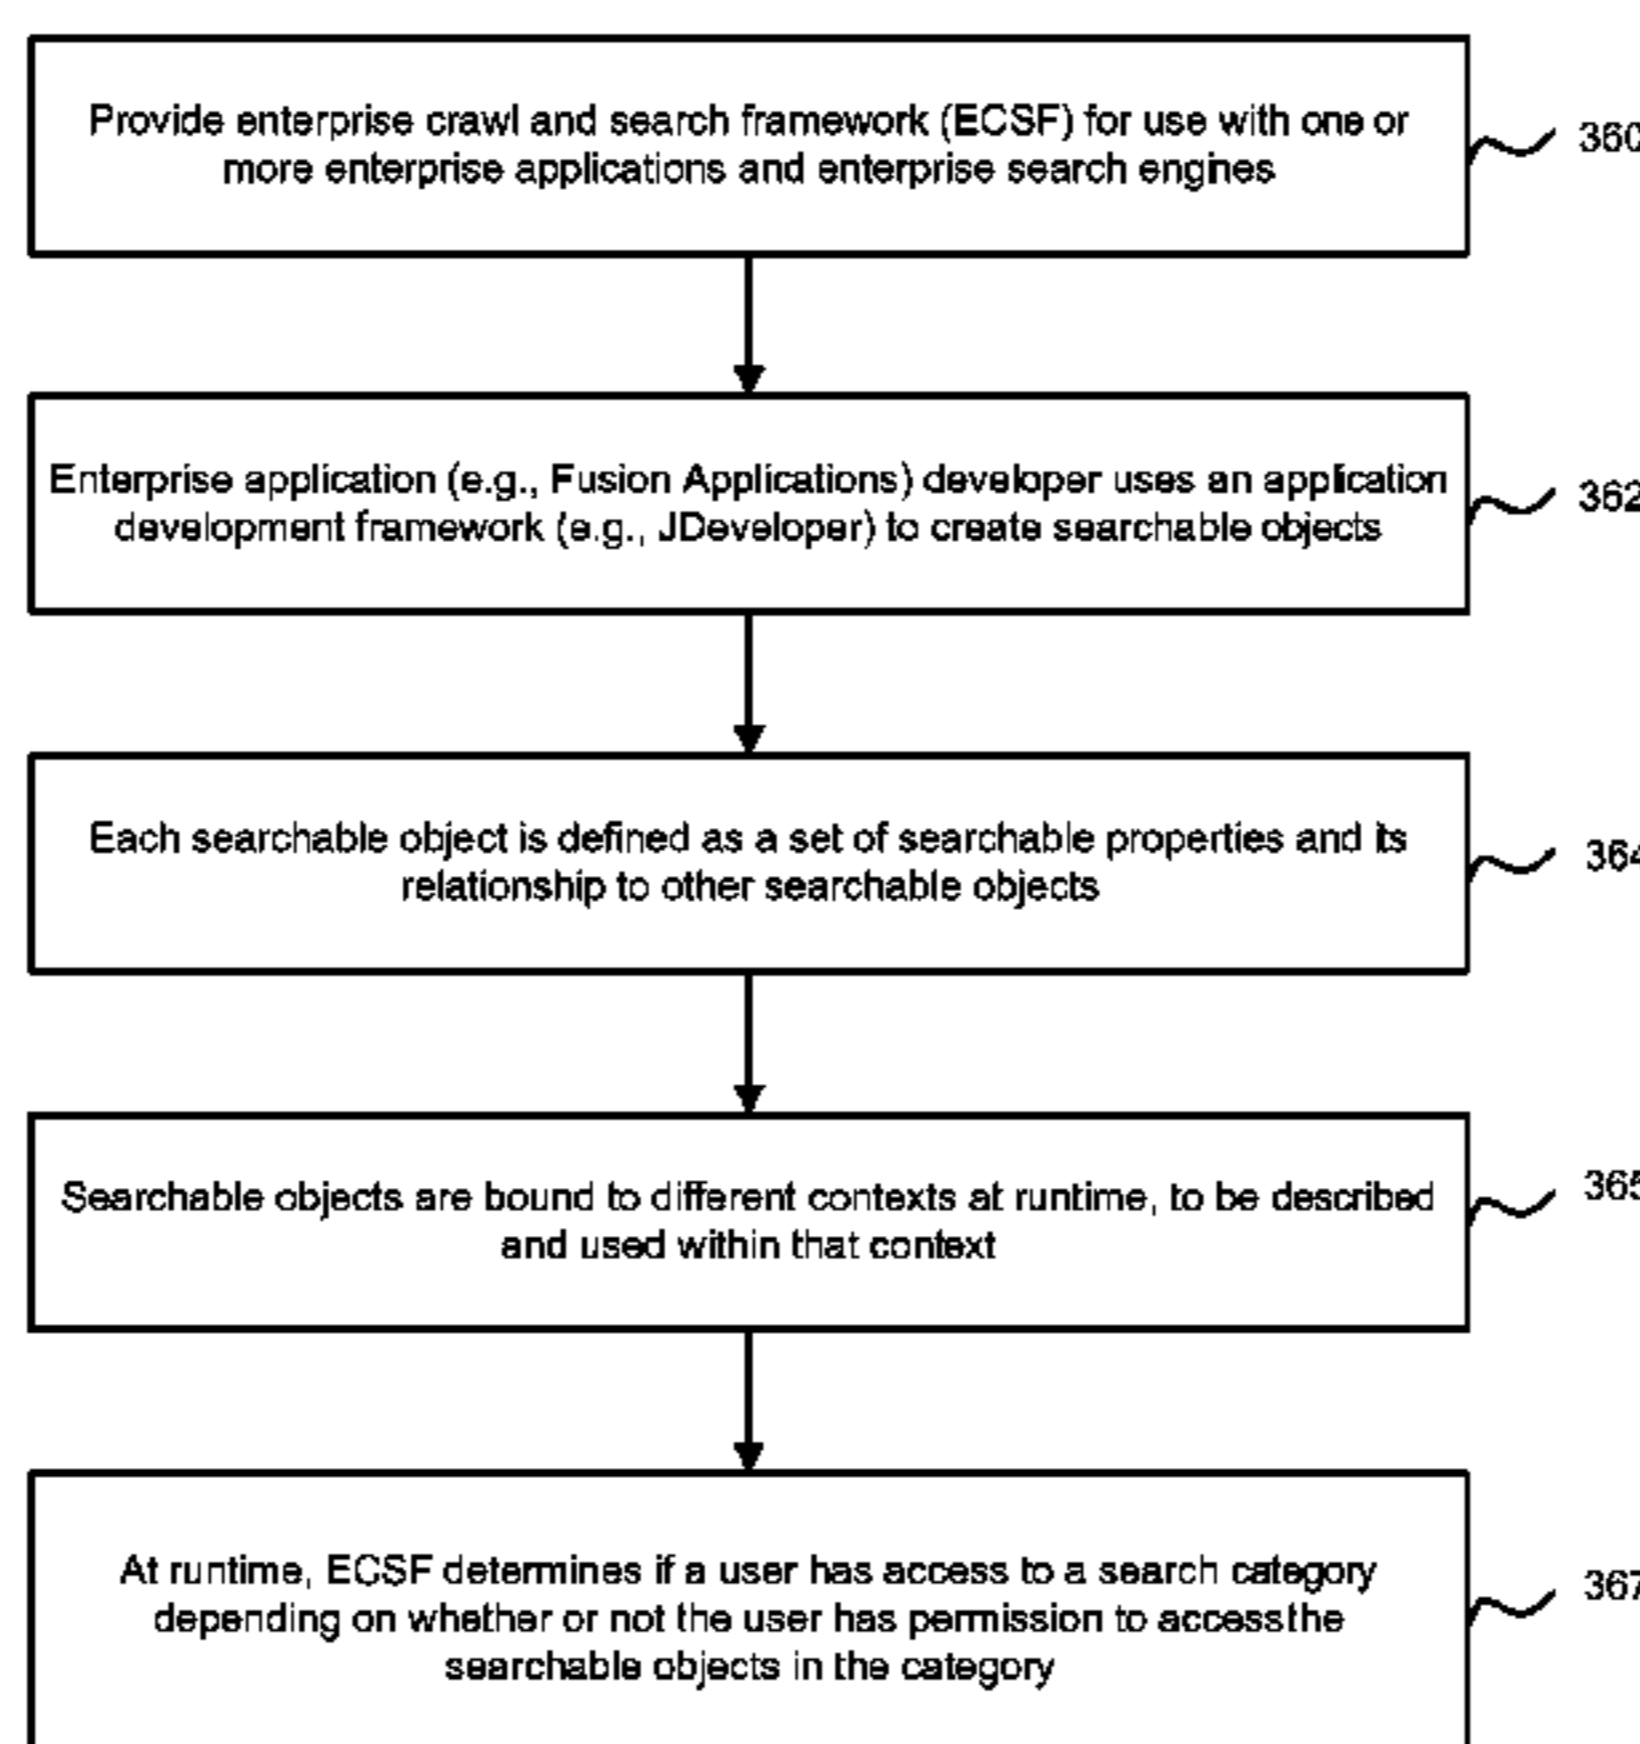 Provide enterprise crawl and search framework (ECSF) for use with one or
more enterprise applications and enterprise search engines
360
Enterprise application (e.g., Fusion Applications) developer uses an application
development framework (e.g., JDeveloper) to create searchable objects
362
Each searchable object is defined as a set of searchable properties and its
relationship to other searchable objects
364
Searchable objects are bound to different contexts at runtime, to be described
and used within that context
365
At runtime, ECSF determines if a user has access to a search category
depending on whether or not the user has permission to accessthe
searchable objects in the category
367